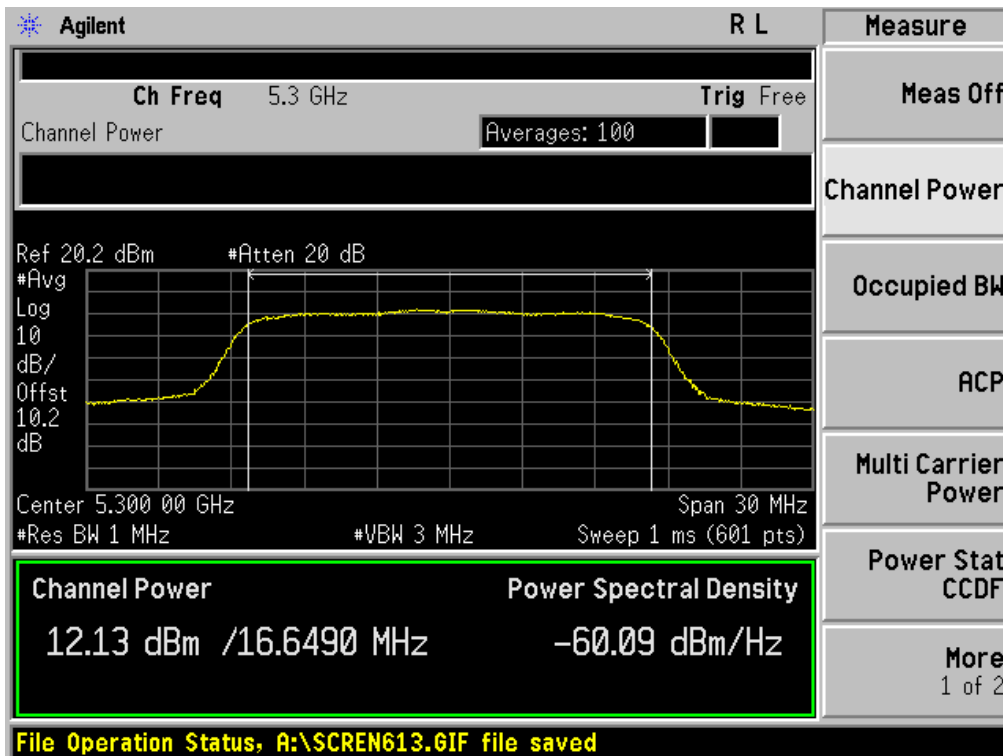 Agilent R L Measure
Ch Freq 5.3 GHz Trig Free
Meas Off
Channel Power Averages: 100
Channel Power
Ref 20.2 dBm #Atten 20 dB
#Avg
Log
10
dB/
Offst
10.2
dB
Occupied BW
ACP
Center 5.300 00 GHz Span 30 MHz
#Res BW 1 MHz #VBW 3 MHz Sweep 1 ms (601 pts)
Multi Carrier
Power
Channel Power Power Spectral Density
12.13 dBm /16.6490 MHz -60.09 dBm/Hz
Power Stat
CCDF
More
1 of 2
File Operation Status, A:\SCREN613.GIF file saved